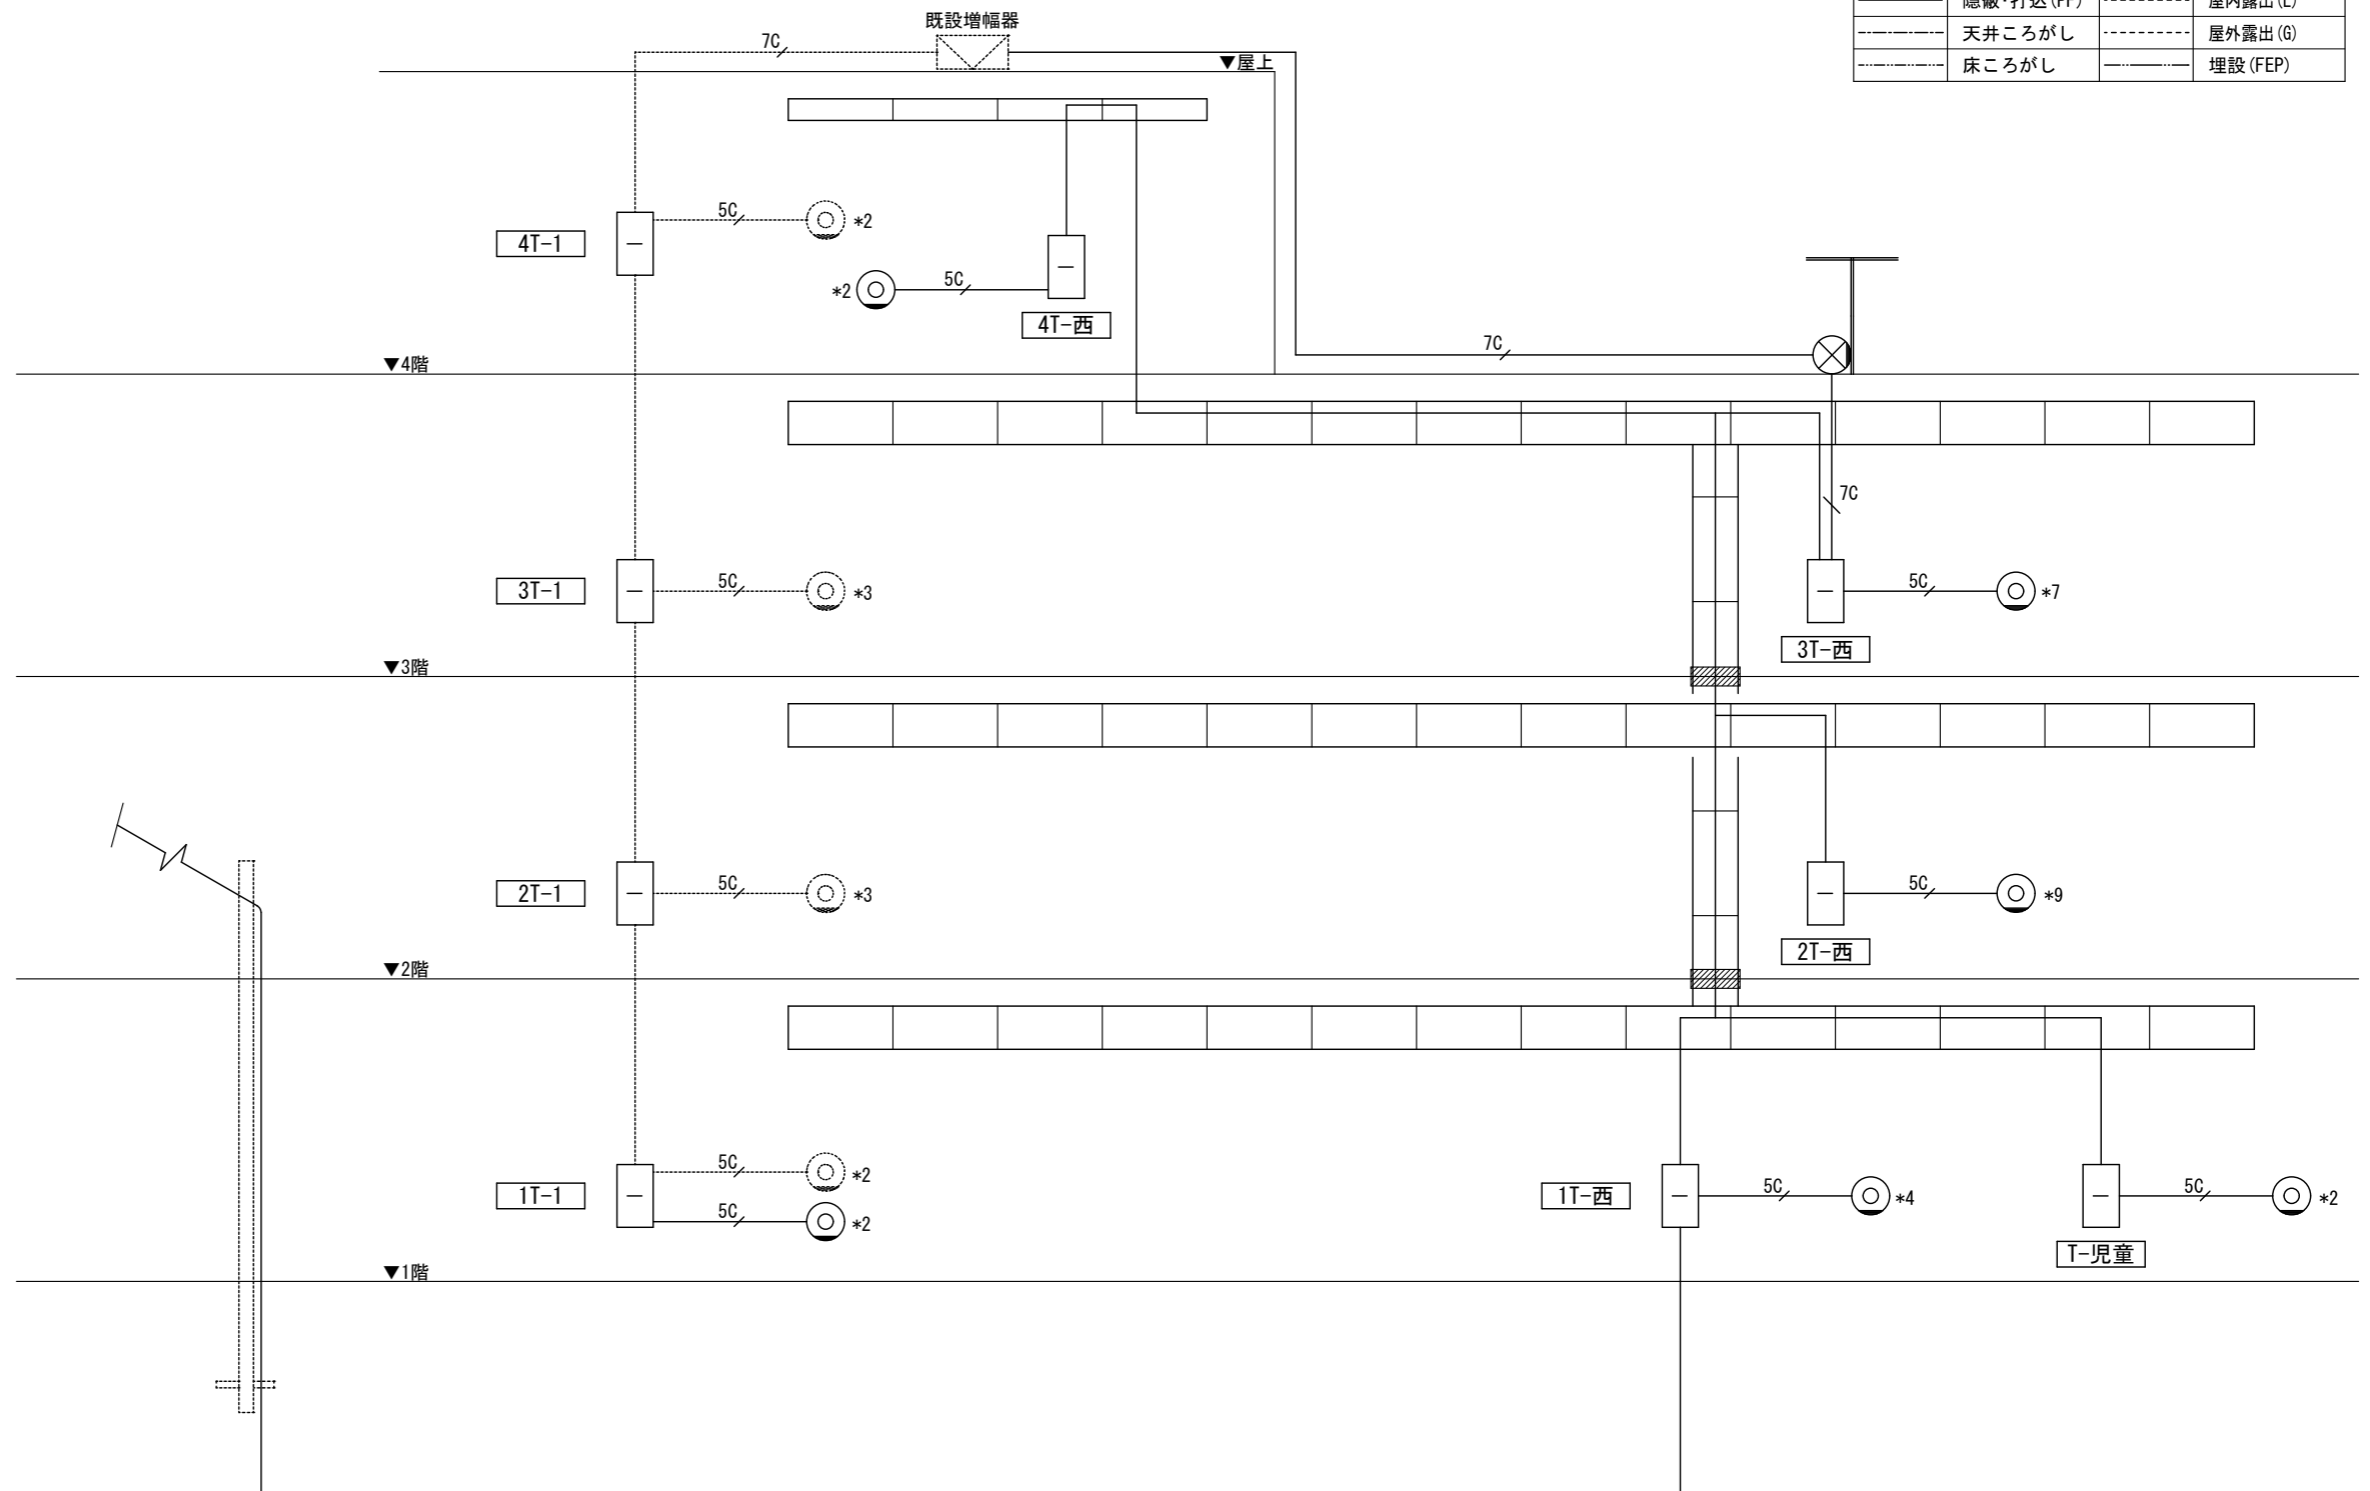 隠蔽・打込(PF) 屋内露出(E)
天井ころがし 屋外露出(G)
床ころがし 埋設(FEP)
既設増幅器
7C
▼屋上
4T-1
5C *2
*2 5C
4T-西
7C
▼4階
7C
3T-1
5C *3
5C *7
3T-西
▼3階
2T-1
5C *3
5C *9
2T-西
▼2階
1T-1
5C *2
5C *2
1T-西
5C *4
5C *2
T-児童
▼1階